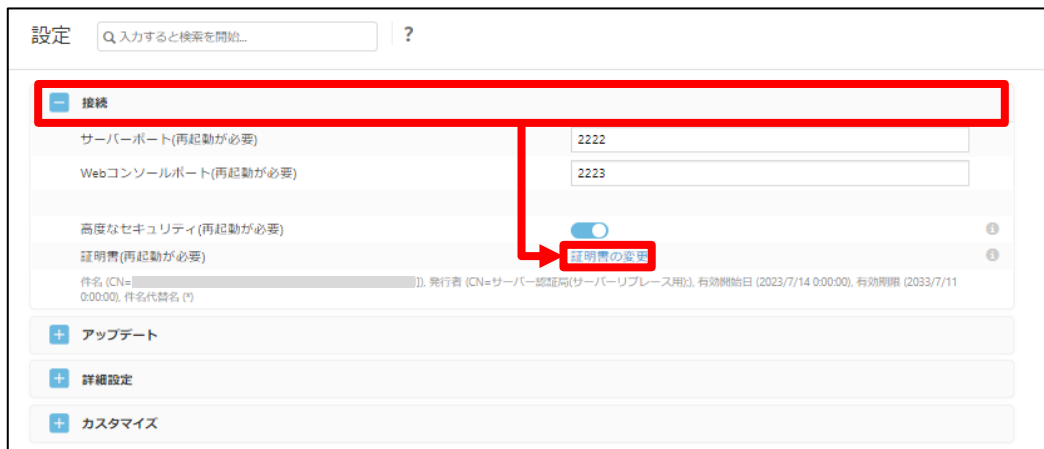 設定
入力すると検索を開始...
?
接続
サーバーポート(再起動が必要)
2222
Webコンソールポート(再起動が必要)
2223
高度なセキュリティ(再起動が必要)
証明書(再起動が必要)
証明書の変更
件名 (CN= ]), 発行者 (CN=サーバー認証局(サーバーリプレース用);), 有効開始日 (2023/7/14 0:00:00), 有効期限 (2033/7/11
0:00:00), 件名代替名 (*)
アップデート
詳細設定
カスタマイズ